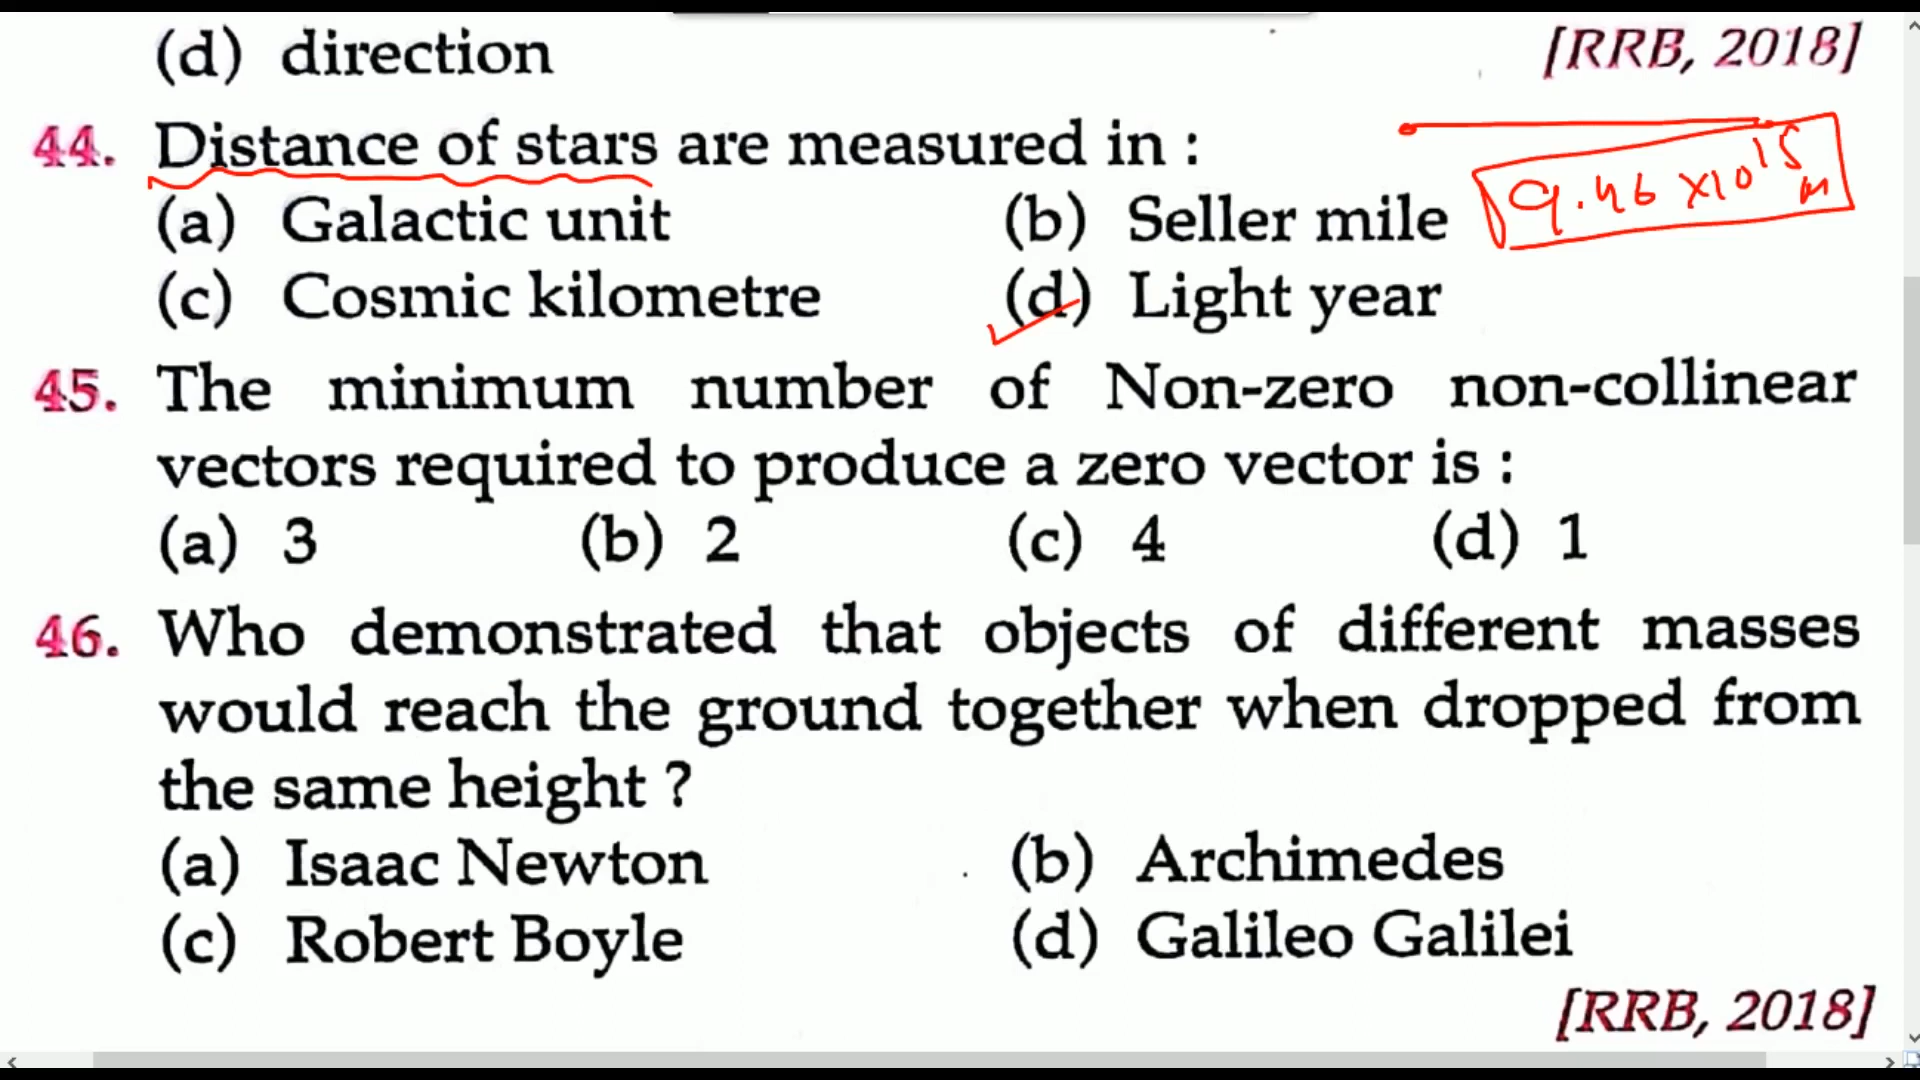 (d) direction [RRB, 2018]
44. Distance of stars are measured in :
(a) Galactic unit (b) Seller mile 9.46 ×10¹⁵ m
(c) Cosmic kilometre (d) Light year
45. The minimum number of Non-zero non-collinear
vectors required to produce a zero vector is :
(a) 3 (b) 2 (c) 4 (d) 1
46. Who demonstrated that objects of different masses
would reach the ground together when dropped from
the same height ?
(a) Isaac Newton (b) Archimedes
(c) Robert Boyle (d) Galileo Galilei
[RRB, 2018]